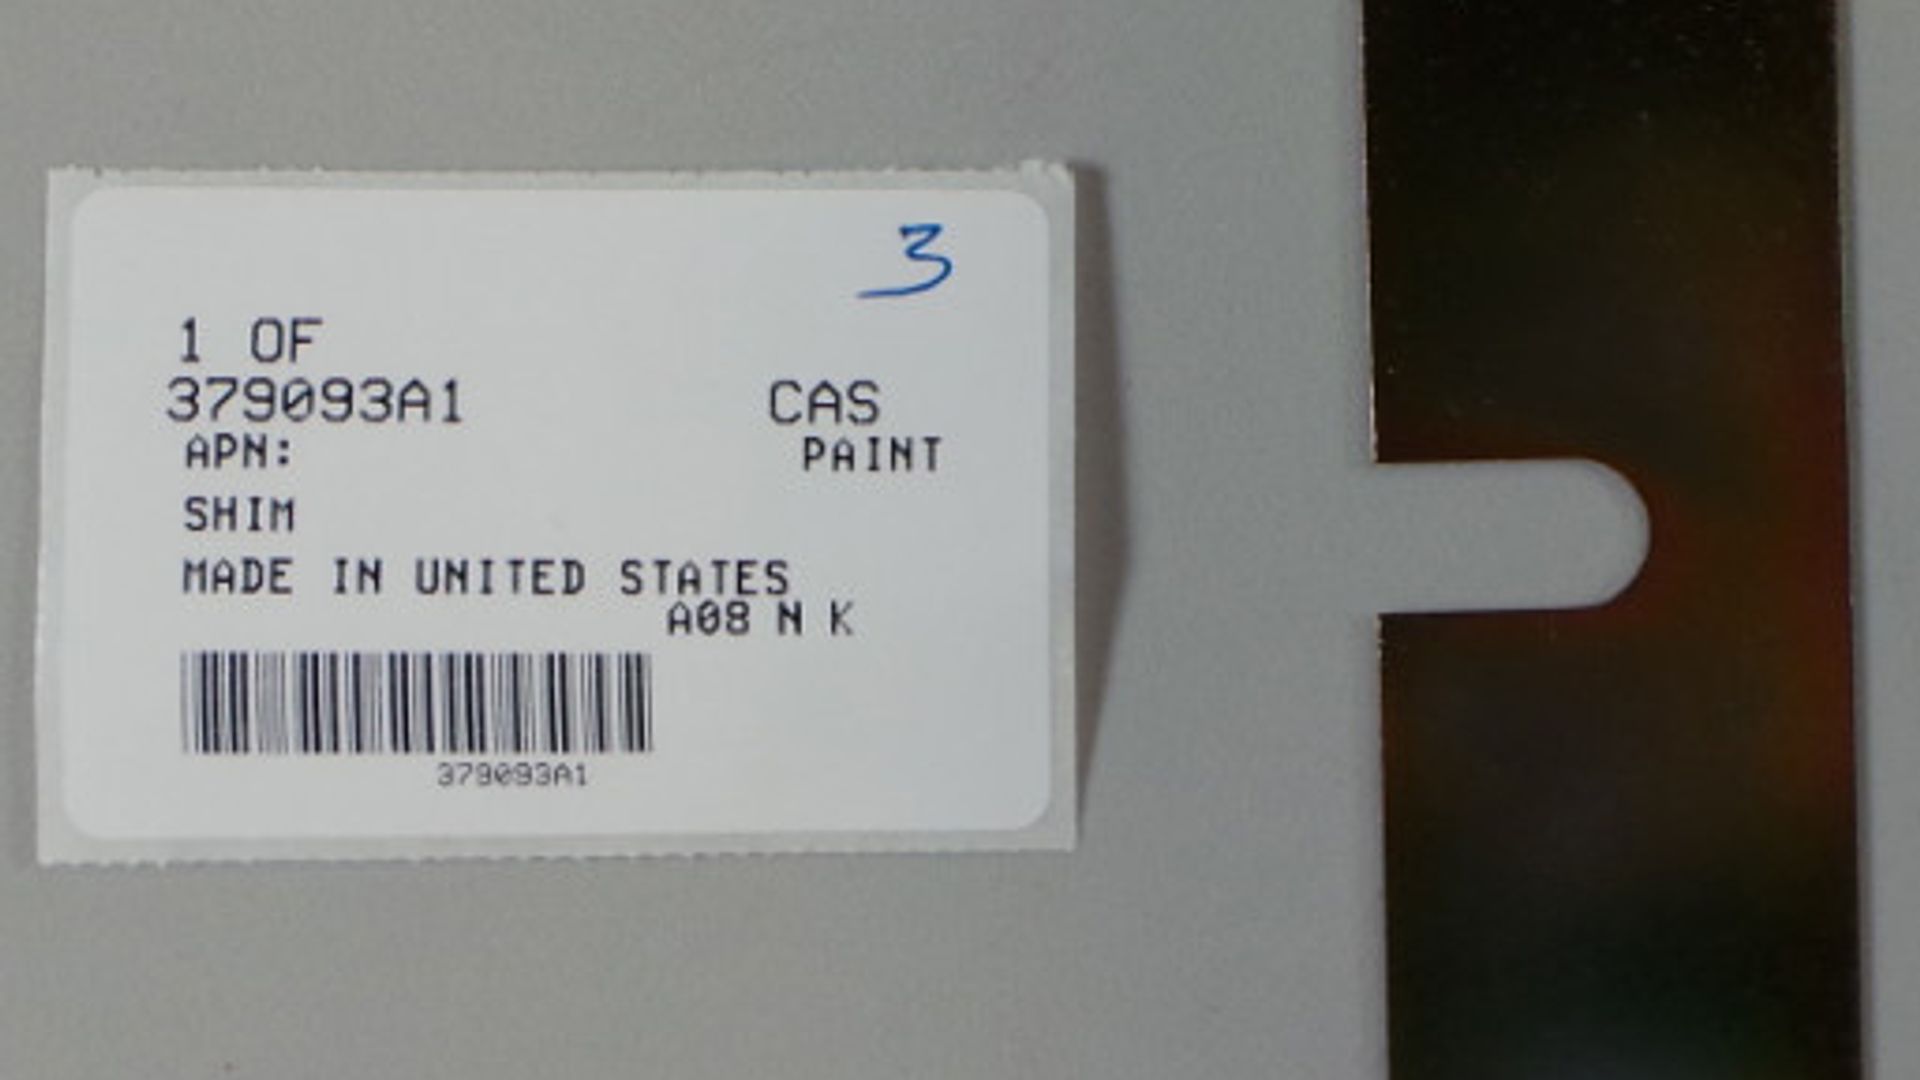 3
1 OF
379093A1 CAS
APN: PAINT
SHIM
MADE IN UNITED STATES
A08 N K
379093A1